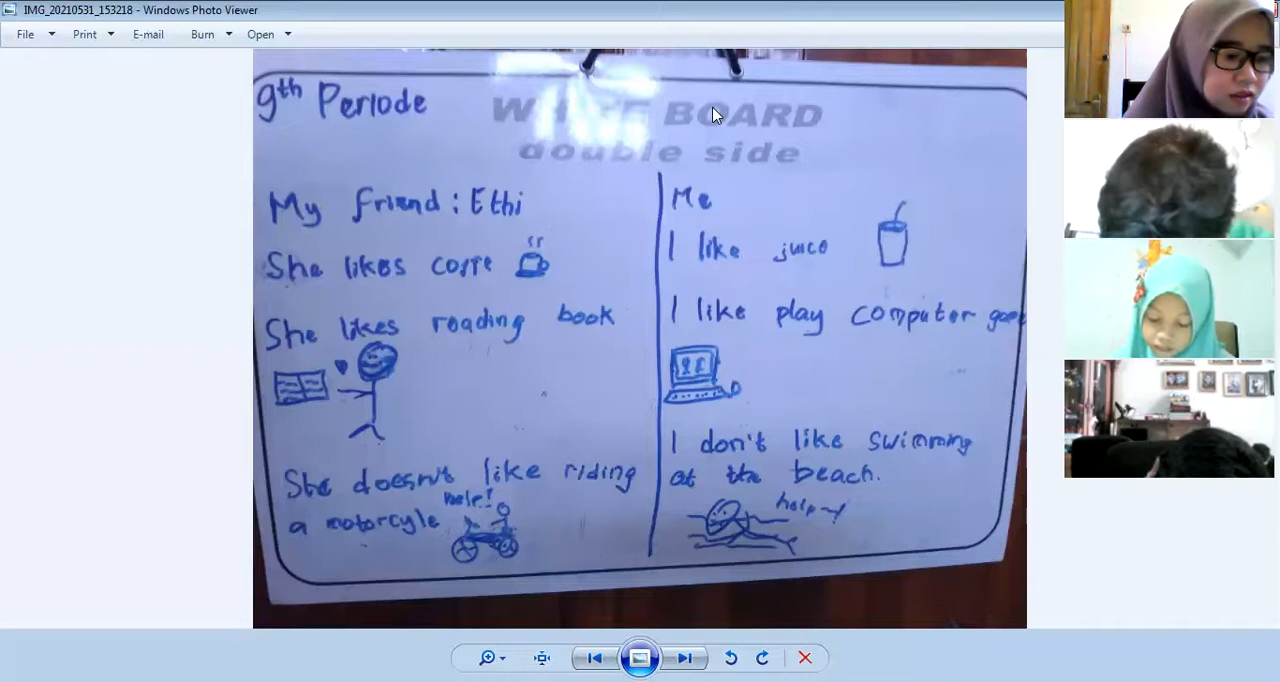 IMG_20210531_153218 - Windows Photo Viewer
File Print E-mail Burn Open
9th Periode
WHITE BOARD
double side
My friend : Ethi
She likes coffe
She likes reading book
She doesn't like riding
help!
a motorcyle
Me
I like juice
I like play computer game
I don't like swimming
at the beach.
help